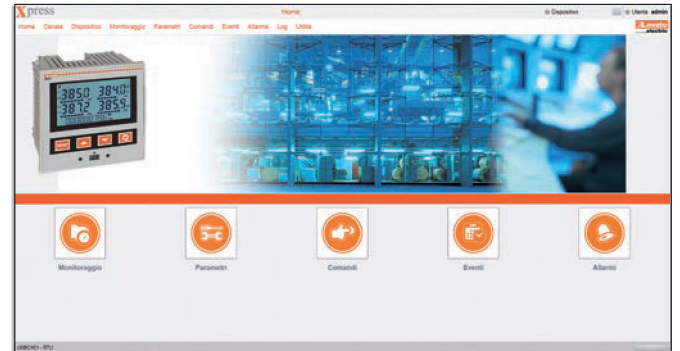 Xpress
Home
Dispositivo
Utente admin
Home Canale Dispositivo Monitoraggio Parametri Comandi Eventi Allarme Log Utilità
Lovato
electric
385.0 384.0
387.2 385.9
Monitoraggio
Parametri
Comandi
Eventi
Allarmi